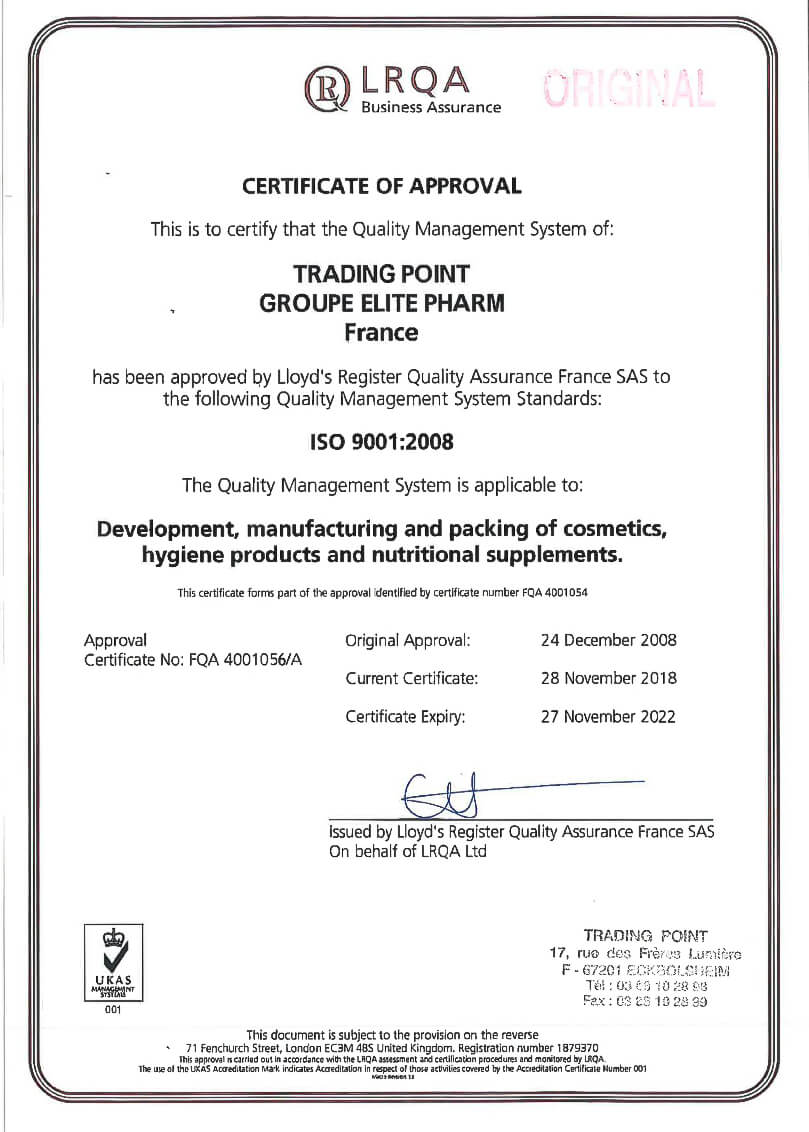 LRQA
Business Assurance
ORIGINAL
CERTIFICATE OF APPROVAL
This is to certify that the Quality Management System of:
TRADING POINT
GROUPE ELITE PHARM
France
has been approved by Lloyd's Register Quality Assurance France SAS to
the following Quality Management System Standards:
ISO 9001:2008
The Quality Management System is applicable to:
Development, manufacturing and packing of cosmetics,
hygiene products and nutritional supplements.
This certificate forms part of the approval identified by certificate number FQA 4001054
Approval
Certificate No: FQA 4001056/A
Original Approval: 24 December 2008
Current Certificate: 28 November 2018
Certificate Expiry: 27 November 2022
Issued by Lloyd's Register Quality Assurance France SAS
On behalf of LRQA Ltd
UKAS
MANAGEMENT
SYSTEMS
001
TRADING POINT
17, rue des Frères Lumière
F - 67201 ECKBOLSHEIM
Tél : 03 10 28 98
Fax : 10 28 99
This document is subject to the provision on the reverse
71 Fenchurch Street, London EC3M 4BS United Kingdom. Registration number 1879370
This approval is carried out in accordance with the LRQA assessment and certification procedures and monitored by LRQA.
The use of the UKAS Accreditation Mark indicates Accreditation in respect of those activities covered by the Accreditation Certificate Number 001